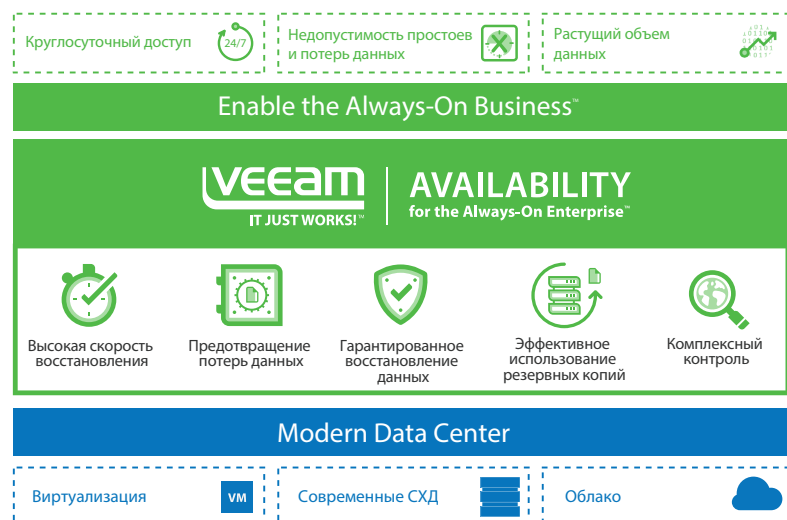 Круглосуточный доступ
24/7
Недопустимость простоев
и потерь данных
Растущий объем
данных
Enable the Always-On Business™
veeam
IT JUST WORKS!™
AVAILABILITY
for the Always-On Enterprise™
Высокая скорость
восстановления
Предотвращение
потерь данных
Гарантированное
восстановление
данных
Эффективное
использование
резервных копий
Комплексный
контроль
Modern Data Center
Виртуализация
VM
Современные СХД
Облако